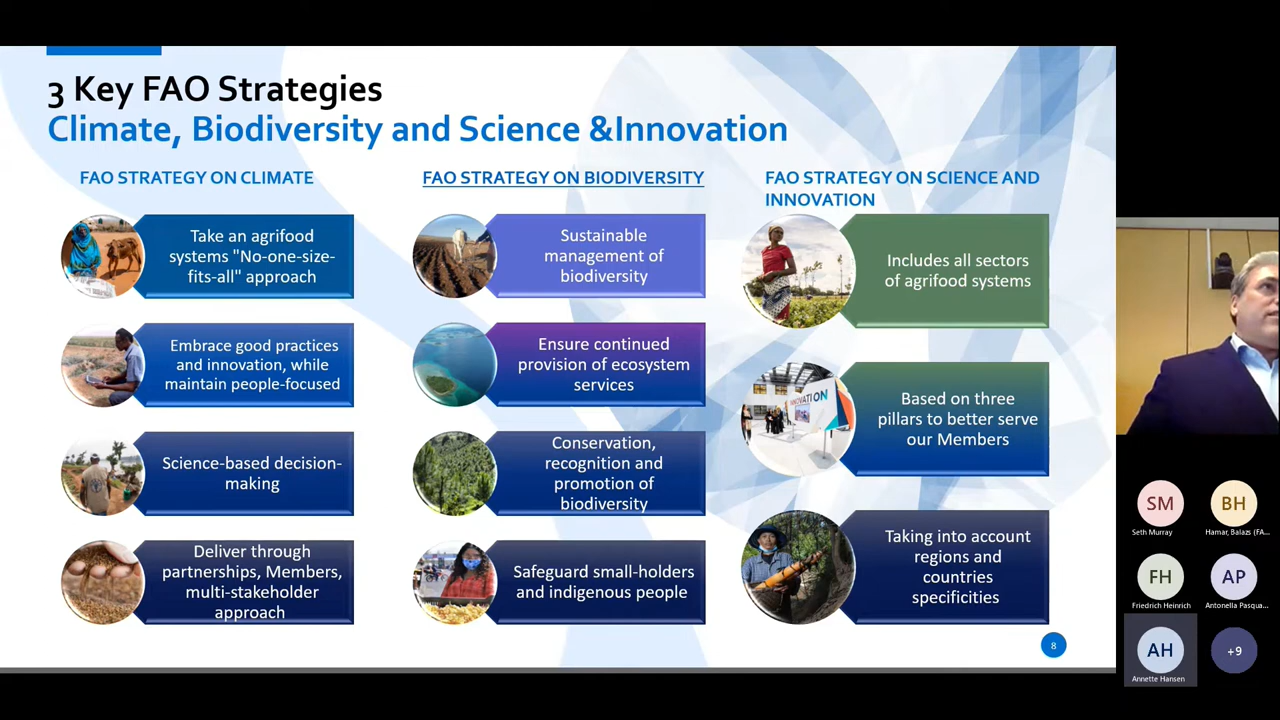 3 Key FAO Strategies
Climate, Biodiversity and Science &Innovation
FAO STRATEGY ON CLIMATE
Take an agrifood
systems "No-one-size-
fits-all" approach
Embrace good practices
and innovation, while
maintain people-focused
Science-based decision-
making
Deliver through
partnerships, Members,
multi-stakeholder
approach
FAO STRATEGY ON BIODIVERSITY
Sustainable
management of
biodiversity
Ensure continued
provision of ecosystem
services
Conservation,
recognition and
promotion of
biodiversity
Safeguard small-holders
and indigenous people
FAO STRATEGY ON SCIENCE AND
INNOVATION
Includes all sectors
of agrifood systems
INNOVATION
Based on three
pillars to better serve
our Members
Taking into account
regions and
countries
specificities
8
SM
Seth Murray
BH
Hamar, Balazs (FA...
FH
Friedrich Heinrich
AP
Antonella Pasqua...
AH
Annette Hansen
+9